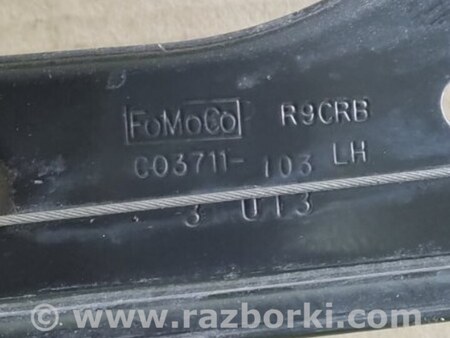 FoMoCo R9CRB
C03711-103 LH
3 U13
www.razborki.com